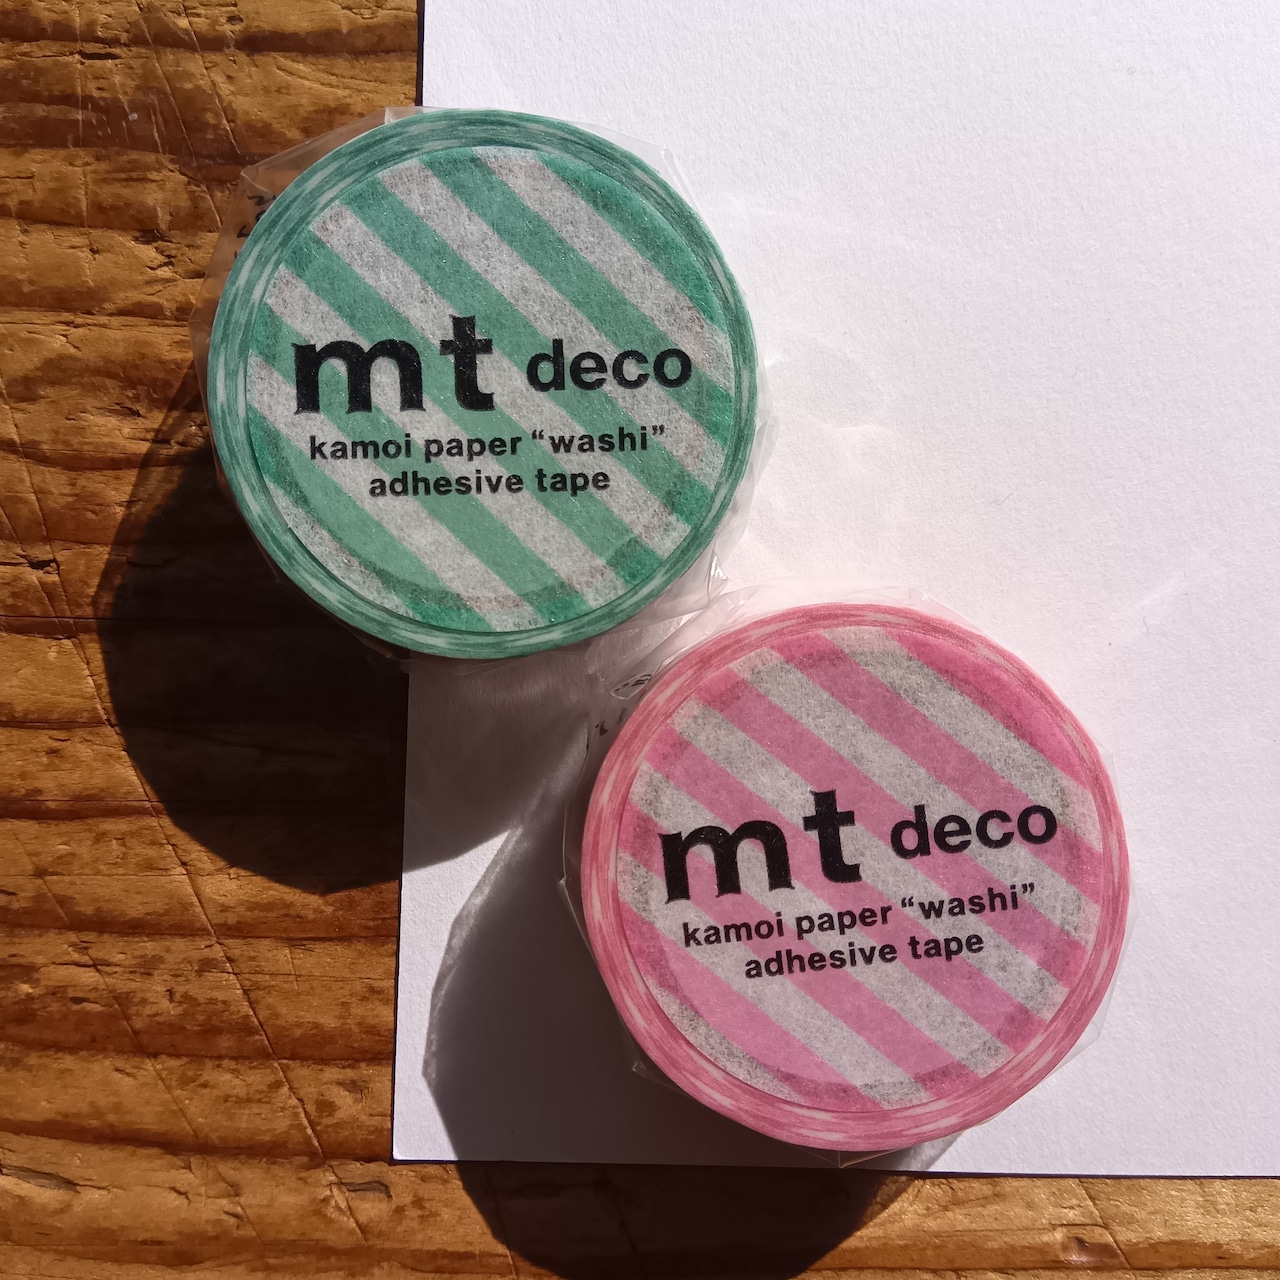 mt deco
kamoi paper “washi”
adhesive tape
mt deco
kamoi paper “washi”
adhesive tape